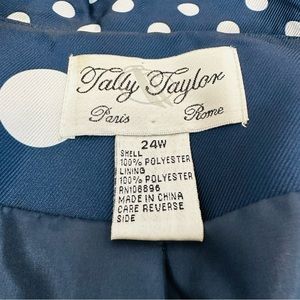 Tally Taylor
Paris Rome
24W
SHELL
100% POLYESTER
LINING
100% POLYESTER
RN108896
MADE IN CHINA
CARE REVERSE
SIDE